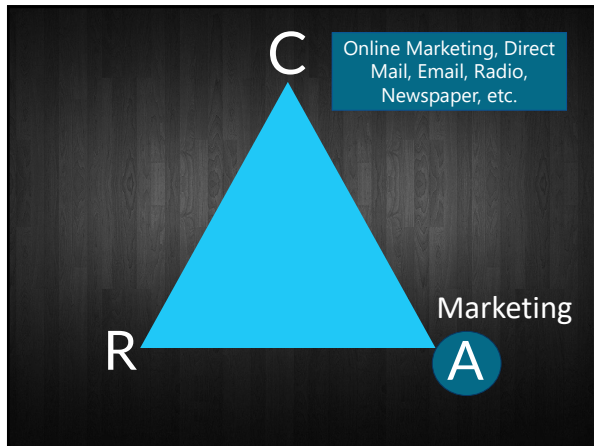 C
Online Marketing, Direct
Mail, Email, Radio,
Newspaper, etc.
Marketing
R
A